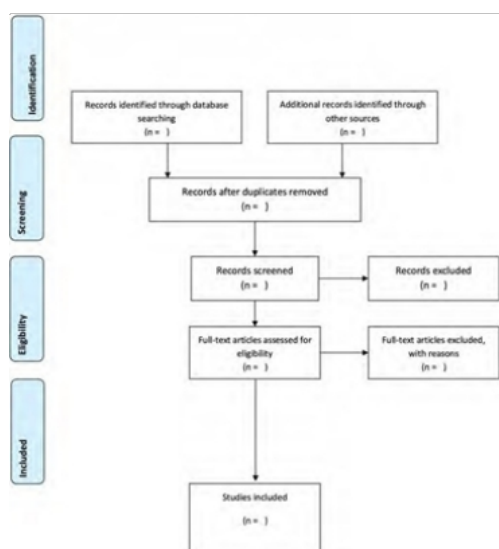 Identification
Records identified through database
searching
(n =   )
Additional records identified through
other sources
(n =   )
Screening
Records after duplicates removed
(n =   )
Records screened
(n =   )
Records excluded
(n =   )
Eligibility
Full-text articles assessed for
eligibility
(n =   )
Full-text articles excluded,
with reasons
(n =   )
Included
Studies included
(n =   )